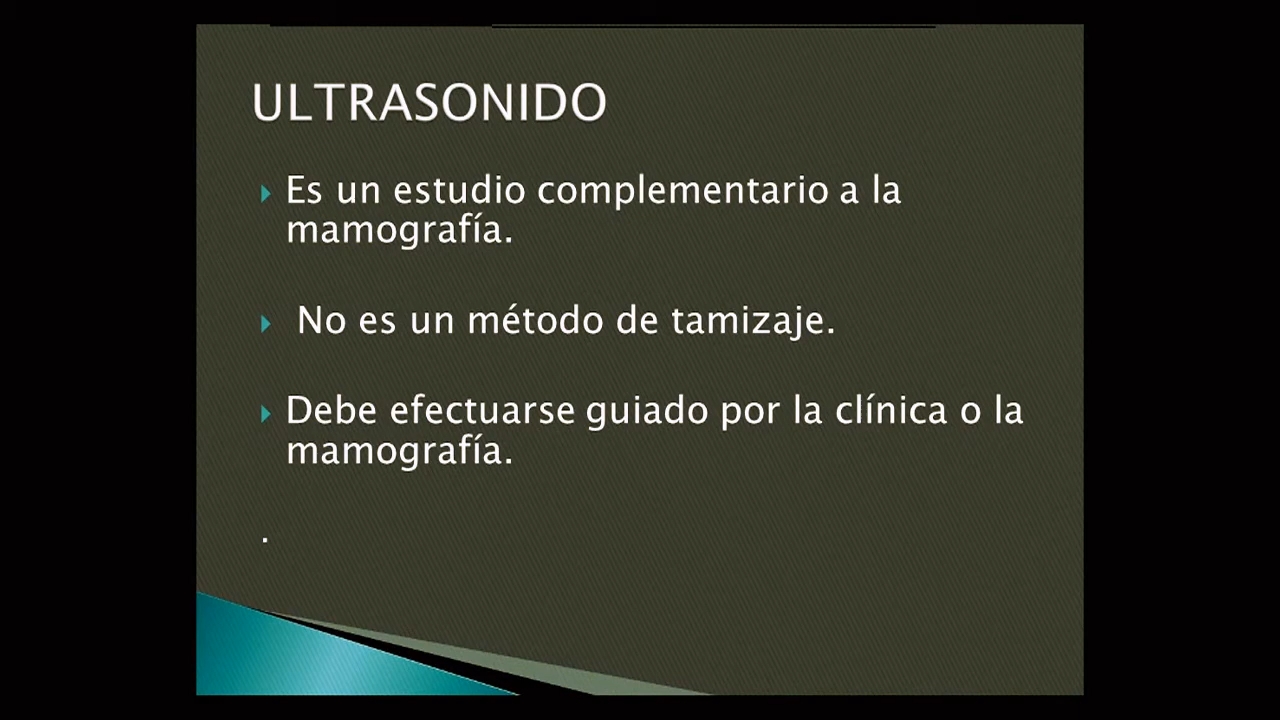 ULTRASONIDO
Es un estudio complementario a la
mamografía.
No es un método de tamizaje.
Debe efectuarse guiado por la clínica o la
mamografía.
.